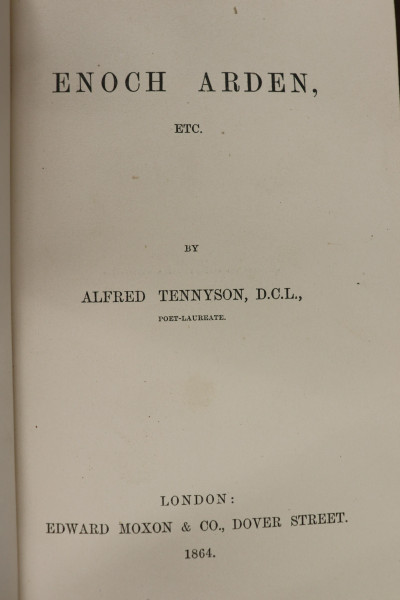 ENOCH ARDEN,
ETC.
BY
ALFRED TENNYSON, D.C.L.,
POET-LAUREATE.
LONDON:
EDWARD MOXON & CO., DOVER STREET.
1864.